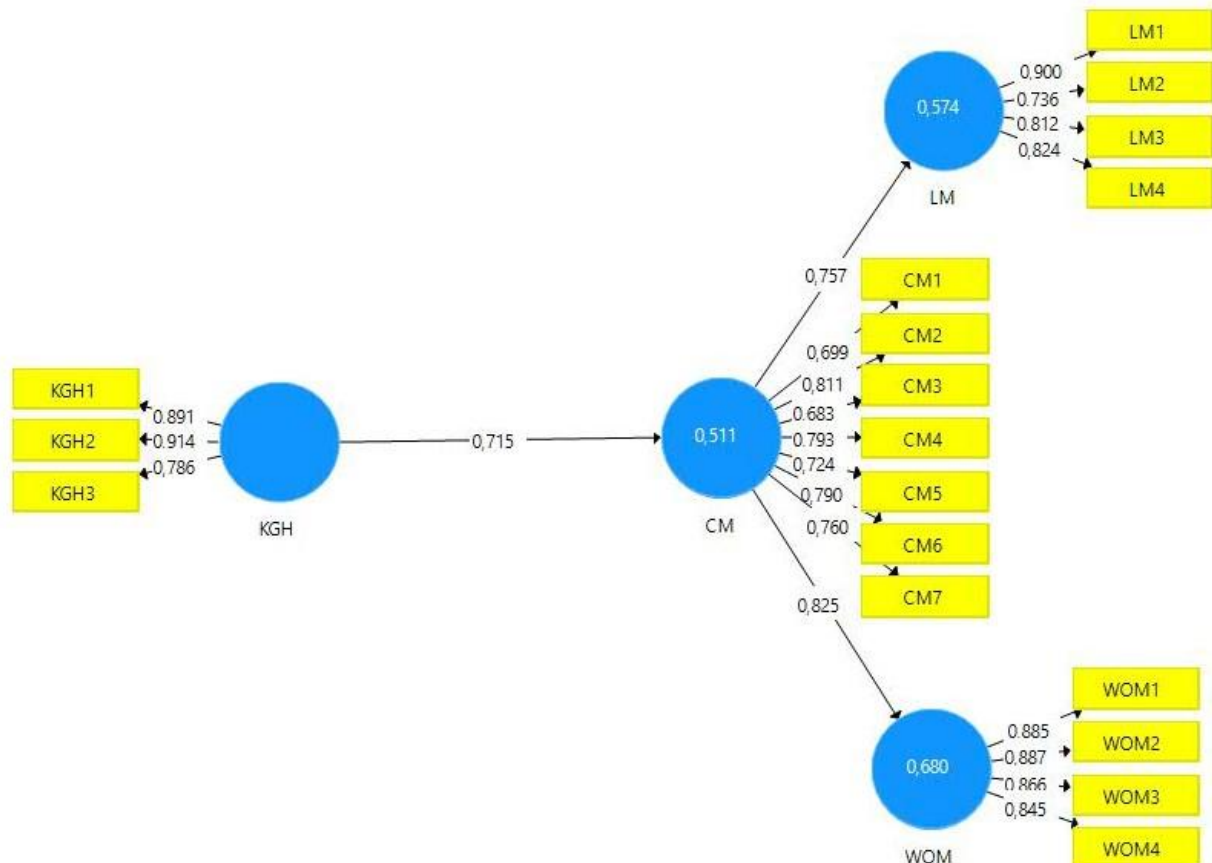 LM1
0.900
LM2
0.736
0,574
0.812
LM3
0,824
LM4
LM
0,757
CM1
CM2
0,699
0,811
CM3
0.683
KGH1
0.891
KGH2
0.914
0,715
0,511
0.793
CM4
0.786
KGH3
0.724
CM5
0,790
KGH
CM
0,760
CM6
CM7
0,825
WOM1
0.885
WOM2
0.887
0,680
0.866
WOM3
0,845
WOM4
WOM